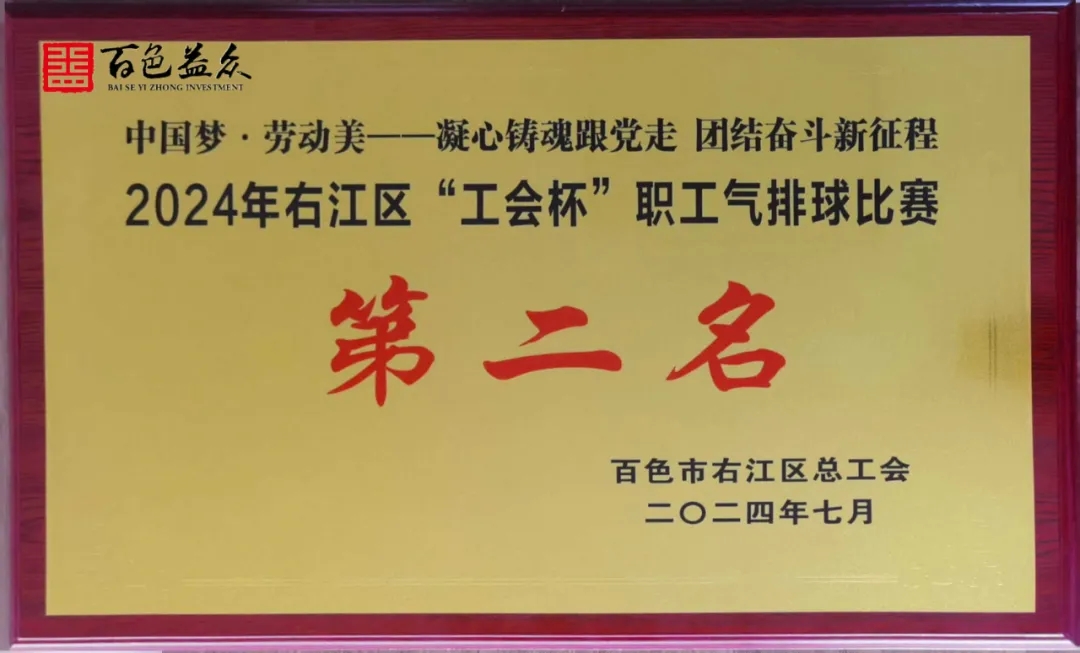 百色益众
BAI SE YI ZHONG INVESTMENT
中国梦·劳动美——凝心铸魂跟党走 团结奋斗新征程
2024年右江区“工会杯”职工气排球比赛
第二名
百色市右江区总工会
二〇二四年七月